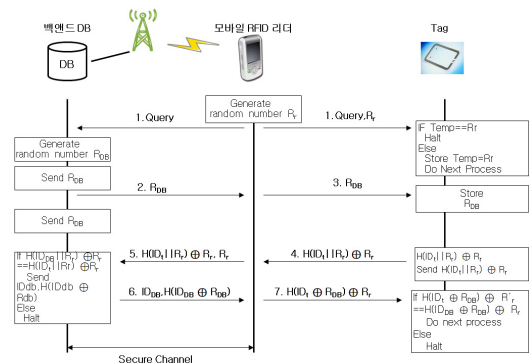 백앤드 DB
모바일 RFID 리더
Tag
DB
Generate
random number Rr
1. Query
1. Query,Rr
Generate
random number RDB
IF Temp==Rr
Halt
Else
Store Temp=Rr
Do Next Process
Send RDB
2. RDB
3. RDB
Store
RDB
Send RDB
5. H(IDt||Rr) ⊕ Rr, Rr
4. H(IDt||Rr) ⊕ Rr
H(IDt||Rr) ⊕ Rr
Send H(IDt||Rr) ⊕ Rr
If H(IDDB||Rr) ⊕Rr
==H(IDt||Rr) ⊕Rr
Send
IDdb,H(IDdb ⊕
Rdb)
Else
Halt
6. IDDB,H(IDDB ⊕ RDB)
7. H(IDt ⊕ RDB) ⊕ Rr
If H(IDt ⊕ RDB) ⊕ R´r
==H(IDDB ⊕ RDB) ⊕ Rr
Do next process
Else
Halt
Secure Channel